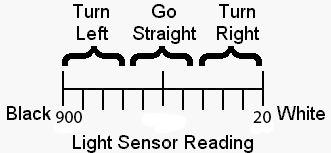 Turn Left
Go Straight
Turn Right
Black 900 20 White
Light Sensor Reading